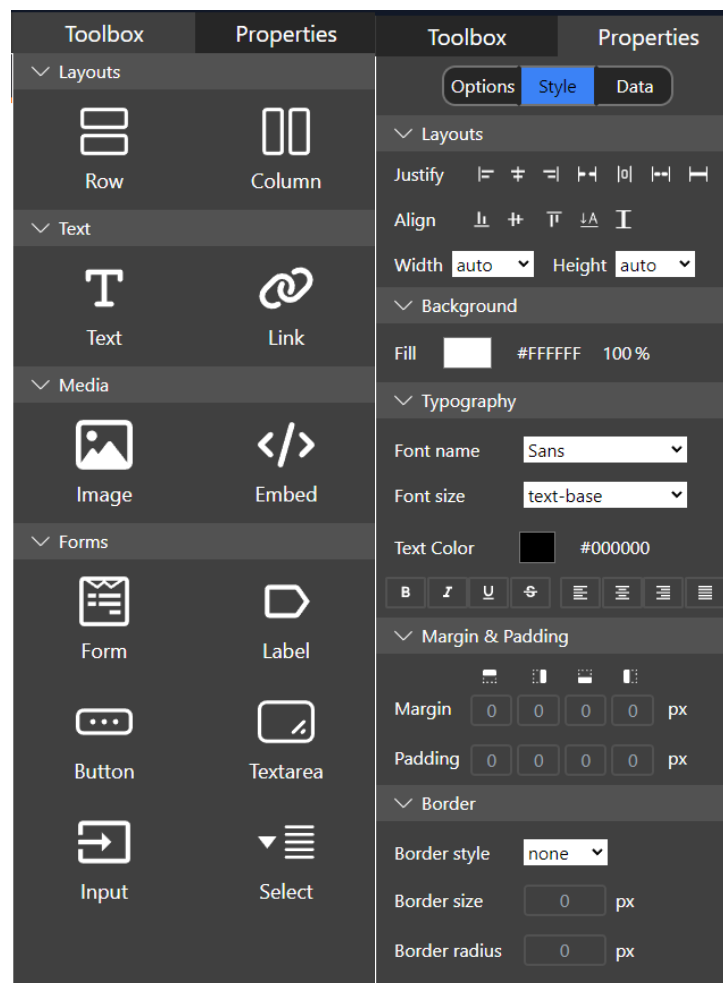 Toolbox
Properties
Layouts
Row
Column
Text
Text
Link
Media
Image
Embed
Forms
Form
Label
Button
Textarea
Input
Select
Toolbox
Properties
Options
Style
Data
Layouts
Justify
Align
Width auto Height auto
Background
Fill #FFFFFF 100 %
Typography
Font name Sans
Font size text-base
Text Color #000000
B I U S
Margin & Padding
Margin 0 0 0 0 px
Padding 0 0 0 0 px
Border
Border style none
Border size 0 px
Border radius 0 px